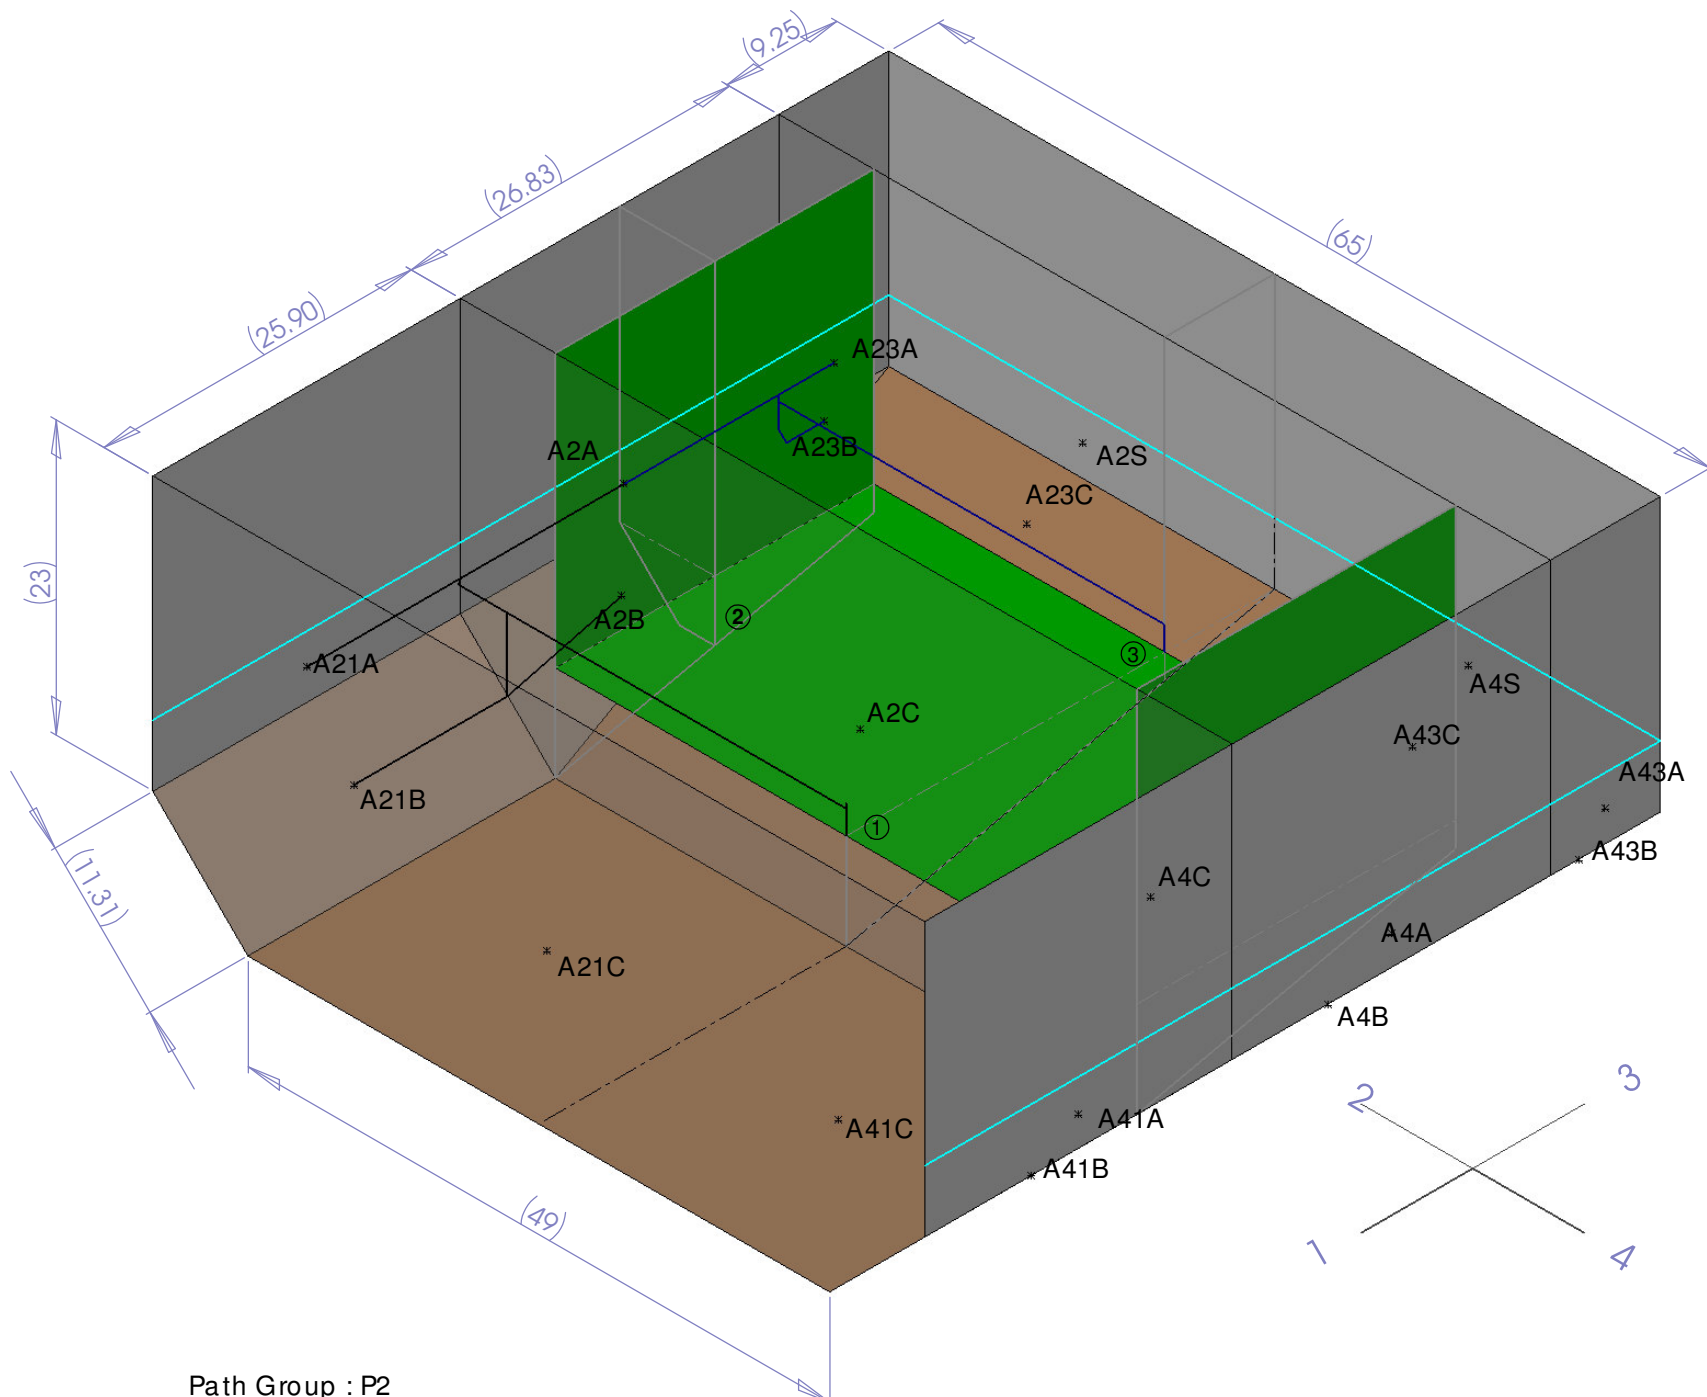 (9.25)
(26.83)
(65)
(25.90)
A23A
A2A
A23B
A2S
A23C
(23)
A2B
②
③
A21A
A4S
A2C
A43C
A43A
A21B
①
A43B
(11.31)
A4C
A4A
A21C
A4B
2
3
A41C
A41A
A41B
(49)
1
4
Path Group : P2